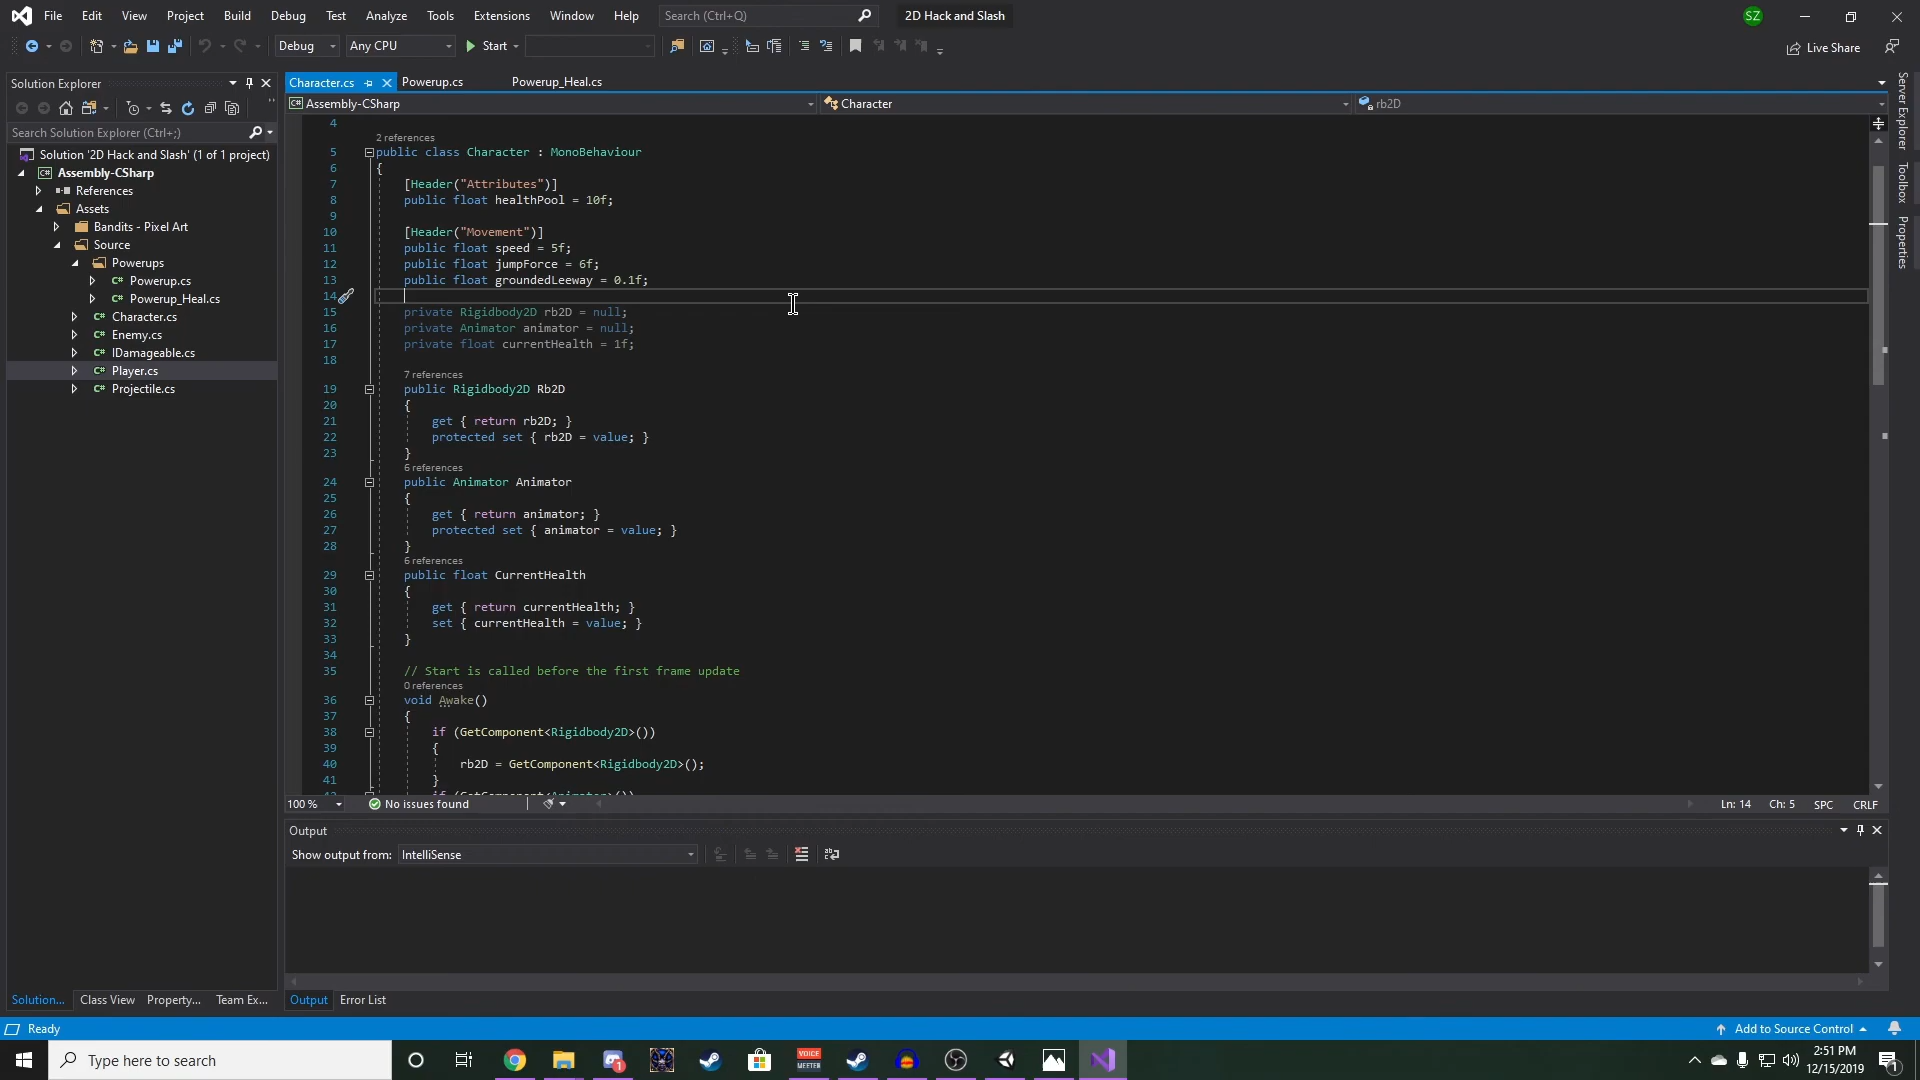 File Edit View Project Build Debug Test Analyze Tools Extensions Window Help Search (Ctrl+Q) 2D Hack and Slash SZ
Debug Any CPU Start Live Share
Solution Explorer
Search Solution Explorer (Ctrl+;)
Solution '2D Hack and Slash' (1 of 1 project)
Assembly-CSharp
References
Assets
Bandits - Pixel Art
Source
Powerups
Powerup.cs
Powerup_Heal.cs
Character.cs
Enemy.cs
IDamageable.cs
Player.cs
Projectile.cs
Solution... Class View Property... Team Ex...
Character.cs Powerup.cs Powerup_Heal.cs
Assembly-CSharp Character rb2D
4
2 references
5 public class Character : MonoBehaviour
6 {
7 [Header("Attributes")]
8 public float healthPool = 10f;
9
10 [Header("Movement")]
11 public float speed = 5f;
12 public float jumpForce = 6f;
13 public float groundedLeeway = 0.1f;
14
15 private Rigidbody2D rb2D = null;
16 private Animator animator = null;
17 private float currentHealth = 1f;
18
7 references
19 public Rigidbody2D Rb2D
20 {
21 get { return rb2D; }
22 protected set { rb2D = value; }
23 }
6 references
24 public Animator Animator
25 {
26 get { return animator; }
27 protected set { animator = value; }
28 }
6 references
29 public float CurrentHealth
30 {
31 get { return currentHealth; }
32 set { currentHealth = value; }
33 }
34
35 // Start is called before the first frame update
0 references
36 void Awake()
37 {
38 if (GetComponent<Rigidbody2D>())
39 {
40 rb2D = GetComponent<Rigidbody2D>();
41 }
100 % No issues found Ln: 14 Ch: 5 SPC CRLF
Output
Show output from: IntelliSense
Output Error List
Server Explorer
Toolbox
Properties
Ready Add to Source Control
Type here to search
VOICE
MEETER
2:51 PM
12/15/2019